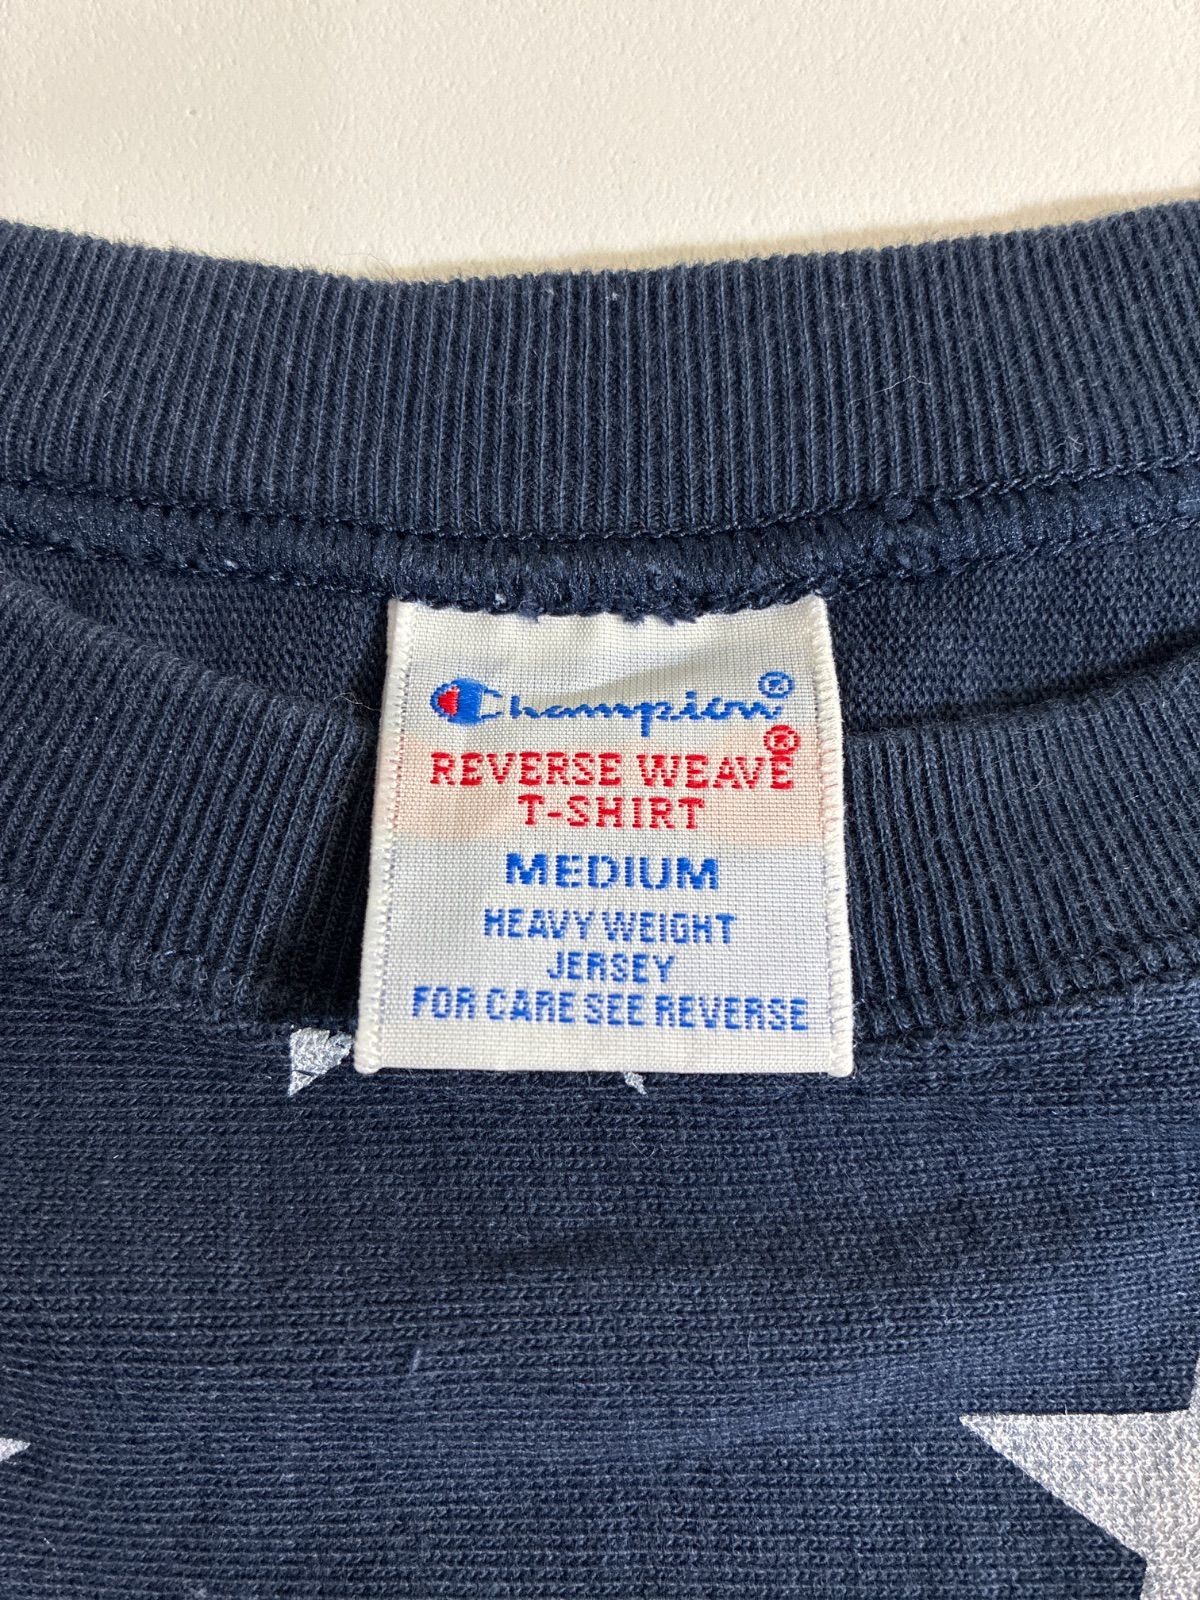 Champion®
REVERSE WEAVE®
T-SHIRT
MEDIUM
HEAVY WEIGHT
JERSEY
FOR CARE SEE REVERSE